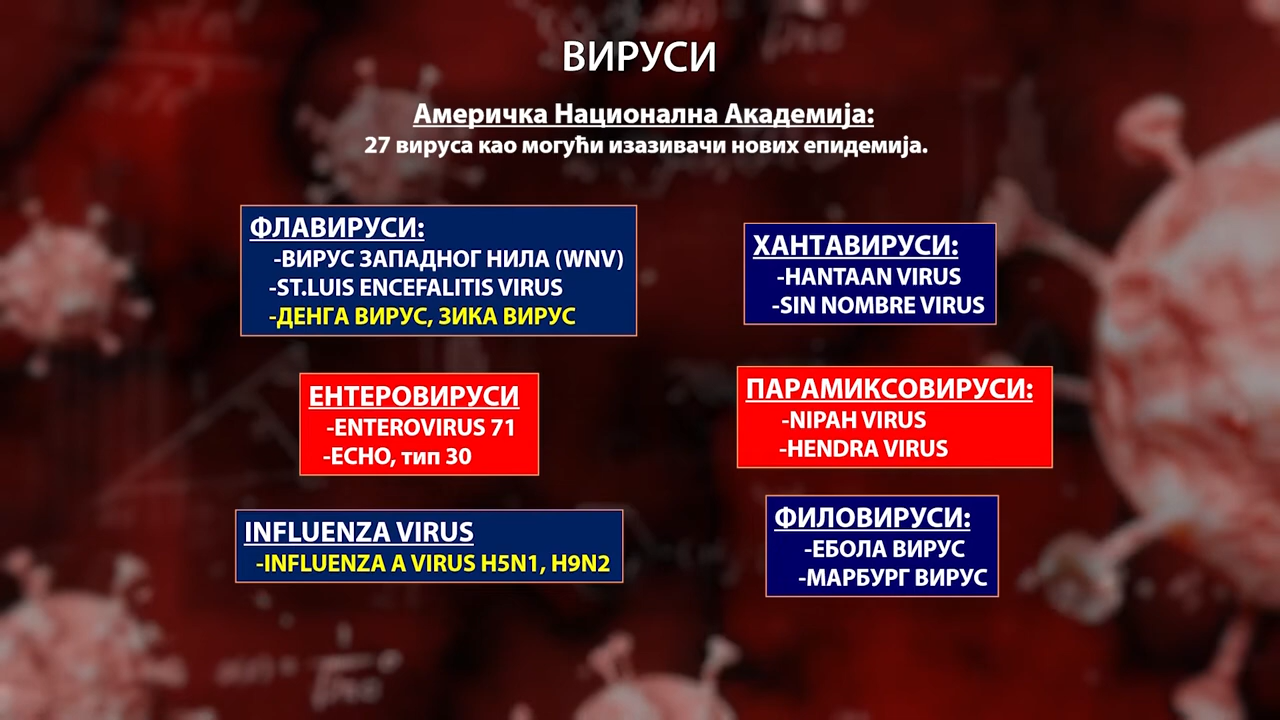 ВИРУСИ
Америчка Национална Академија:
27 вируса као могући изазивачи нових епидемија.
ФЛАВИРУСИ:
-ВИРУС ЗАПАДНОГ НИЛА (WNV)
-ST.LUIS ENCEFALITIS VIRUS
-ДЕНГА ВИРУС, ЗИКА ВИРУС
ХАНТАВИРУСИ:
-HANTAAN VIRUS
-SIN NOMBRE VIRUS
ЕНТЕРОВИРУСИ
-ENTEROVIRUS 71
-ECHO, тип 30
ПАРАМИКСОВИРУСИ:
-NIPAH VIRUS
-HENDRA VIRUS
INFLUENZA VIRUS
-INFLUENZA A VIRUS H5N1, H9N2
ФИЛОВИРУСИ:
-ЕБОЛА ВИРУС
-МАРБУРГ ВИРУС